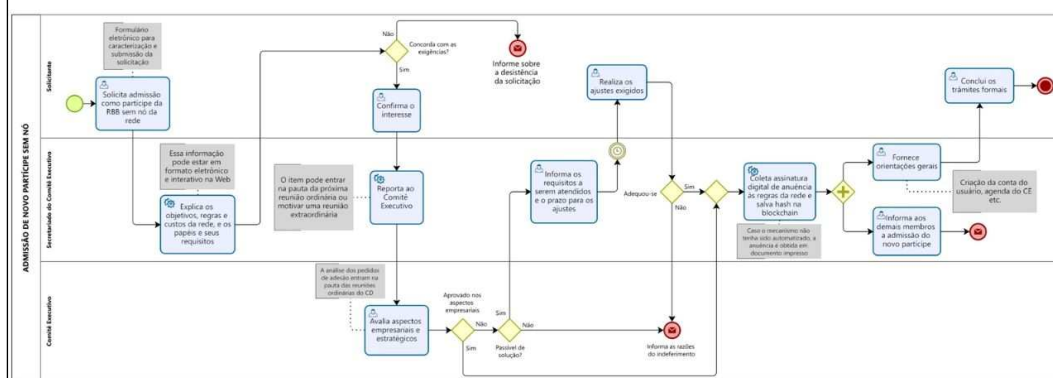 ADMISSÃO DE NOVO PARTÍCIPE SEM NÓ
Solicitante
Formulário
eletrônico para
caracterização e
submissão da
solicitação
Solicita admissão
como partícipe da
RBB sem nó da
rede
Não
Concorda com as
exigências?
Sim
Informe sobre
a desistência
da solicitação
Confirma o
interesse
Realiza os
ajustes exigidos
Conclui os
trâmites formais
Secretariado do Comitê Executivo
Essa informação
pode estar em
formato eletrônico
e interativo na Web
Explica os
objetivos, regras e
custos da rede, e os
papéis e seus
requisitos
O item pode entrar
na pauta da próxima
reunião ordinária ou
motivar uma reunião
extraordinária
Reporta ao
Comitê Executivo
Informa os
requisitos a
serem atendidos
e o prazo para os
ajustes
Adequou-se
Sim
Não
Coleta assinatura
digital de anuência
às regras da rede e
salva hash na
blockchain
Caso o mecanismo não
tenha sido automatizado, a
anuência é obtida em
documento impresso
Fornece
orientações gerais
Criação da conta do
usuário, agenda do CE
etc.
Informa aos
demais membros
a admissão do
novo partícipe
Comitê Executivo
A análise dos pedidos
de adesão entram na
pauta das reuniões
ordinárias do CD
Avalia aspectos
empresariais e
estratégicos
Aprovado nos
aspectos
empresariais
Não
Sim
Sim
Não
Passível de
solução?
Informa as razões
do indeferimento